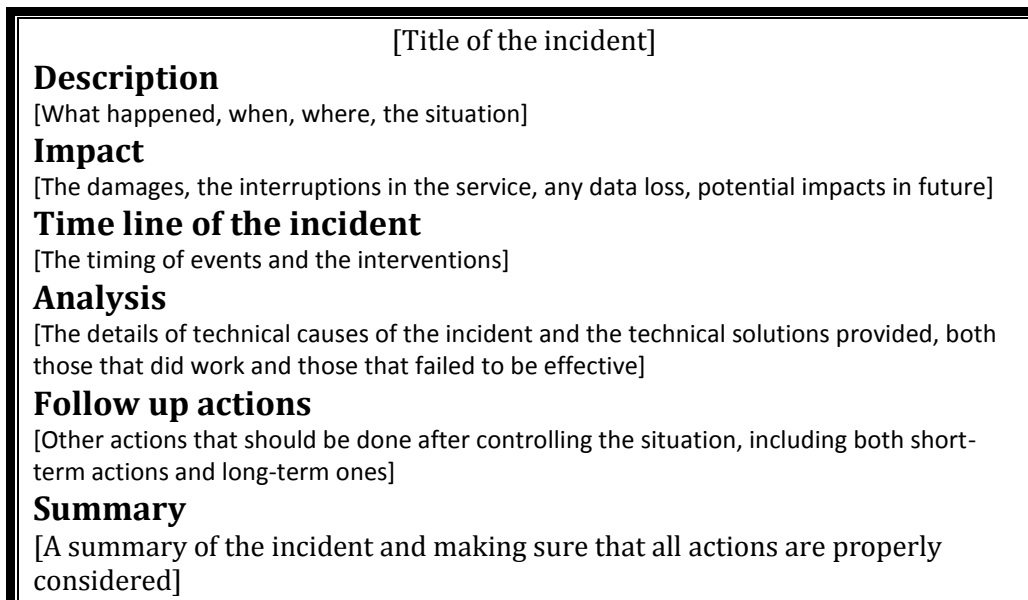 [Title of the incident]
Description
[What happened, when, where, the situation]
Impact
[The damages, the interruptions in the service, any data loss, potential impacts in future]
Time line of the incident
[The timing of events and the interventions]
Analysis
[The details of technical causes of the incident and the technical solutions provided, both
those that did work and those that failed to be effective]
Follow up actions
[Other actions that should be done after controlling the situation, including both short-
term actions and long-term ones]
Summary
[A summary of the incident and making sure that all actions are properly
considered]